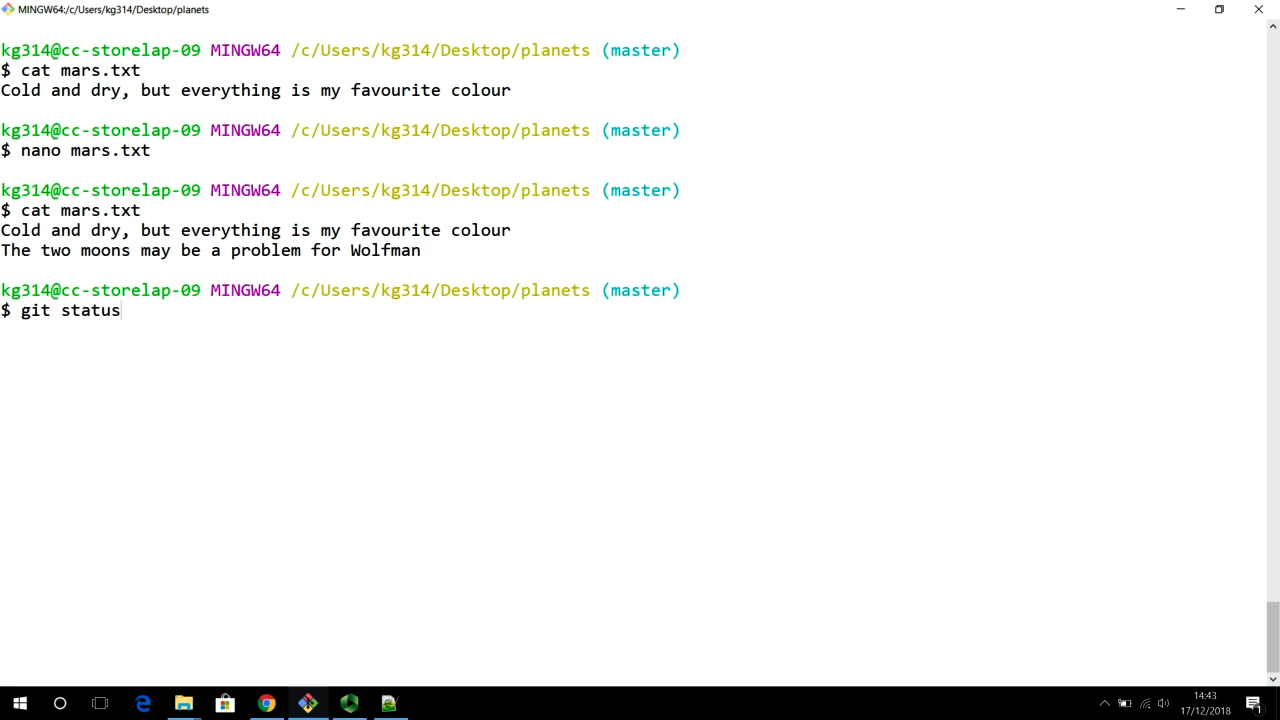 MINGW64:/c/Users/kg314/Desktop/planets
kg314@cc-storelap-09 MINGW64 /c/Users/kg314/Desktop/planets (master)
$ cat mars.txt
Cold and dry, but everything is my favourite colour
kg314@cc-storelap-09 MINGW64 /c/Users/kg314/Desktop/planets (master)
$ nano mars.txt
kg314@cc-storelap-09 MINGW64 /c/Users/kg314/Desktop/planets (master)
$ cat mars.txt
Cold and dry, but everything is my favourite colour
The two moons may be a problem for Wolfman
kg314@cc-storelap-09 MINGW64 /c/Users/kg314/Desktop/planets (master)
$ git status
14:43
17/12/2018
1